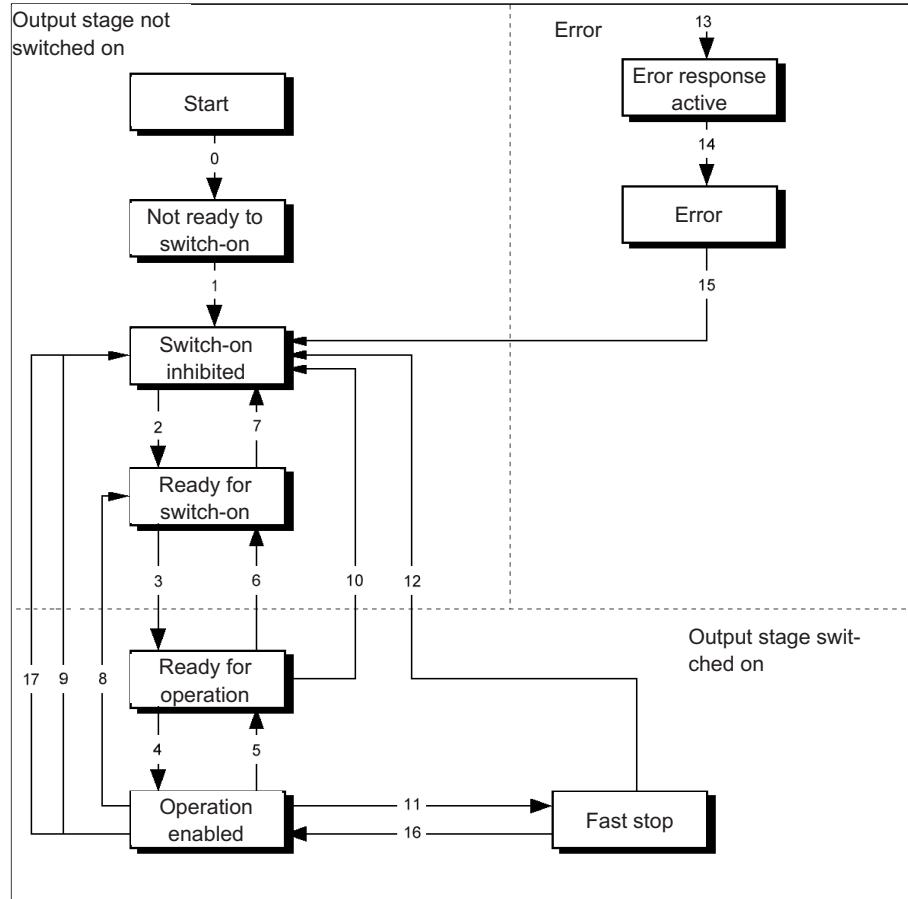 Output stage not
switched on
Error
13
Eror response
active
Start
14
0
Error
Not ready to
switch-on
1
15
Switch-on
inhibited
2
7
Ready for
switch-on
3
6
10
12
Output stage swit-
ched on
Ready for
operation
17
9
8
4
5
Operation
enabled
11
16
Fast stop